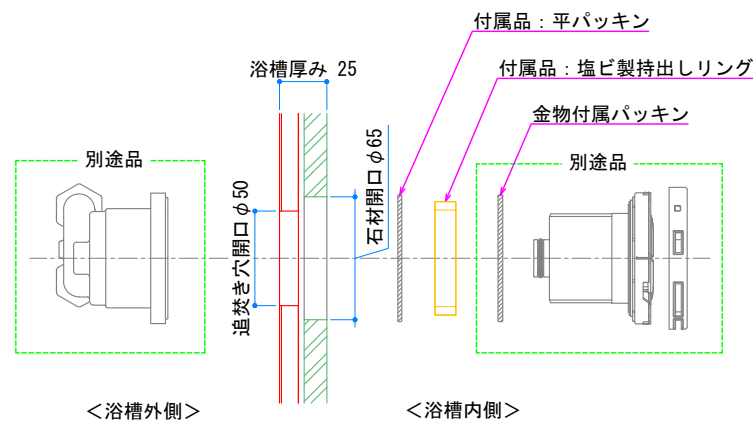 付属品：平パッキン
浴槽厚み 25
付属品：塩ビ製持出しリング
金物付属パッキン
別途品
別途品
追焚き穴開口φ50
石材開口φ65
＜浴槽外側＞
＜浴槽内側＞